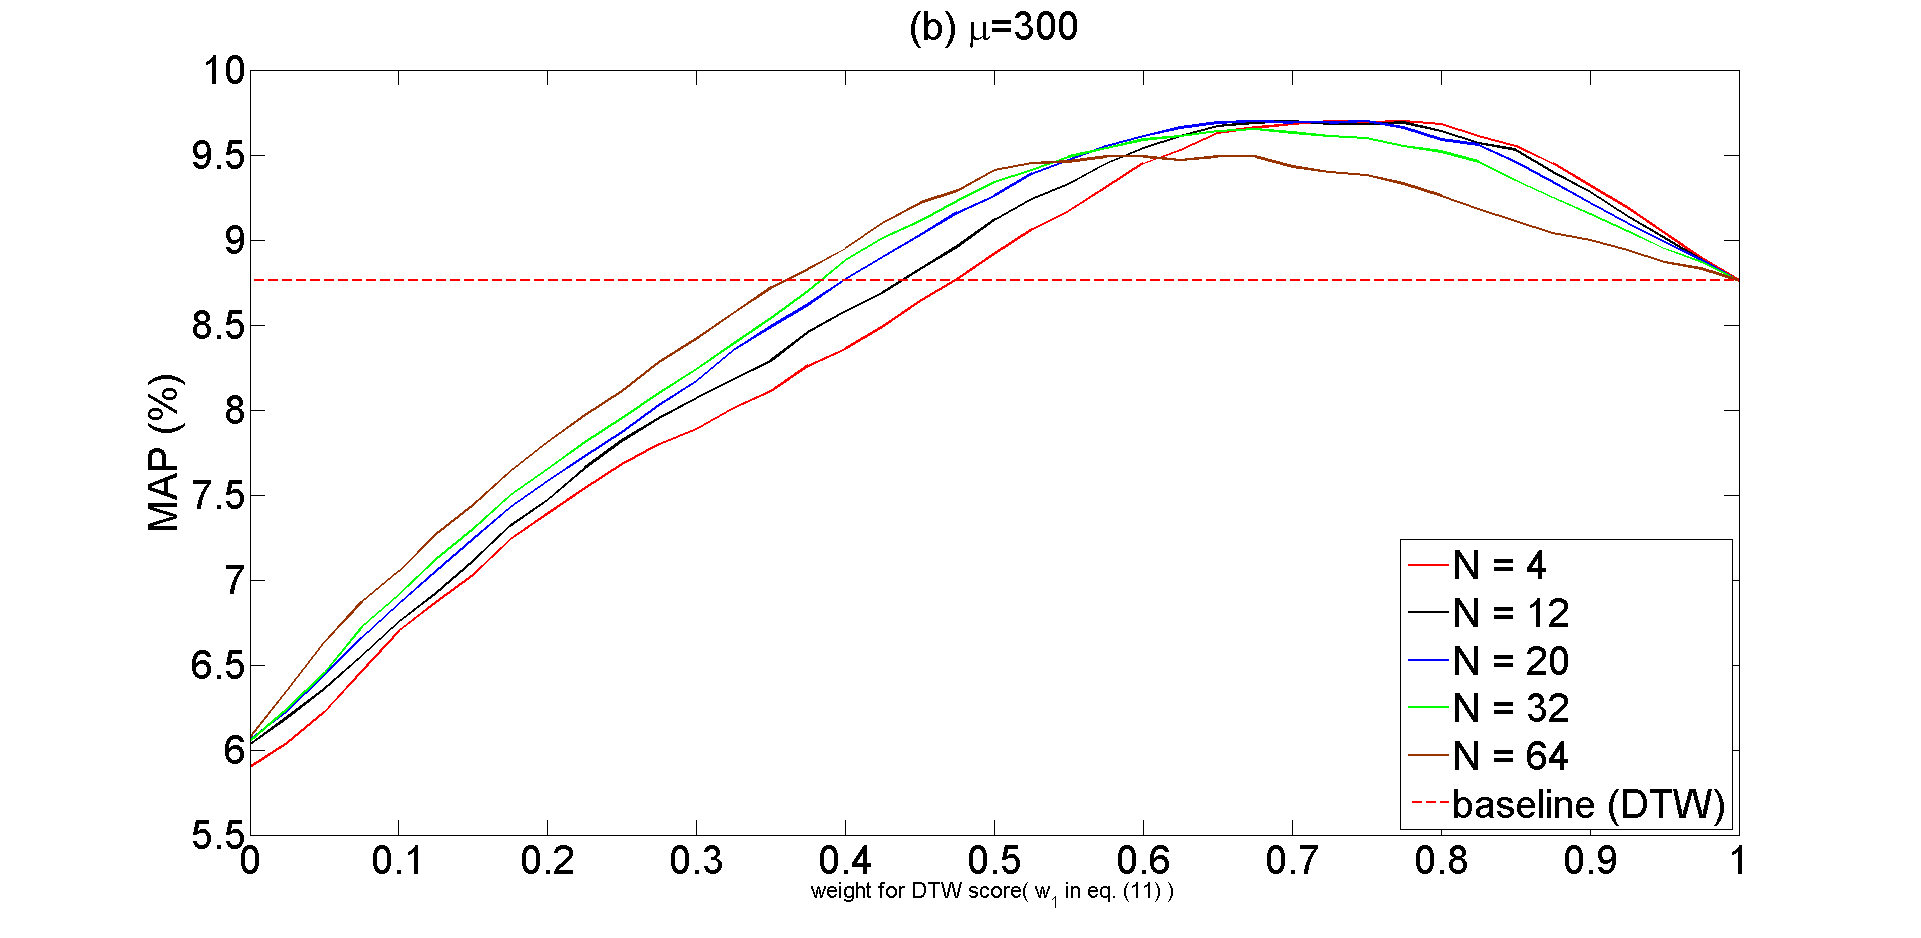 (b) μ=300
10
9.5
9
8.5
8
7.5
7
6.5
6
5.5
MAP (%)
0 0.1 0.2 0.3 0.4 0.5 0.6 0.7 0.8 0.9 1
weight for DTW score( w1 in eq. (11) )
N = 4
N = 12
N = 20
N = 32
N = 64
baseline (DTW)